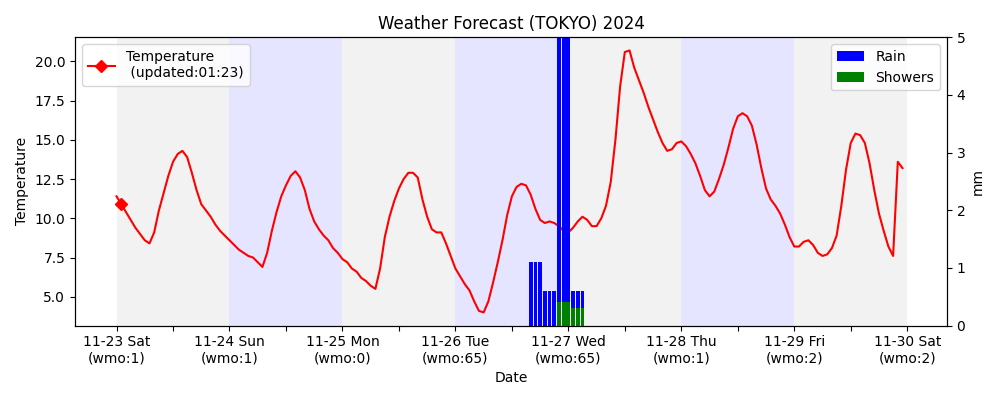 Weather Forecast (TOKYO) 2024
Temperature
(updated:01:23)
Rain
Showers
Temperature
20.0
17.5
15.0
12.5
10.0
7.5
5.0
5
4
3
2
1
0
mm
11-23 Sat
(wmo:1)
11-24 Sun
(wmo:1)
11-25 Mon
(wmo:0)
11-26 Tue
(wmo:65)
11-27 Wed
(wmo:65)
11-28 Thu
(wmo:1)
11-29 Fri
(wmo:2)
11-30 Sat
(wmo:2)
Date